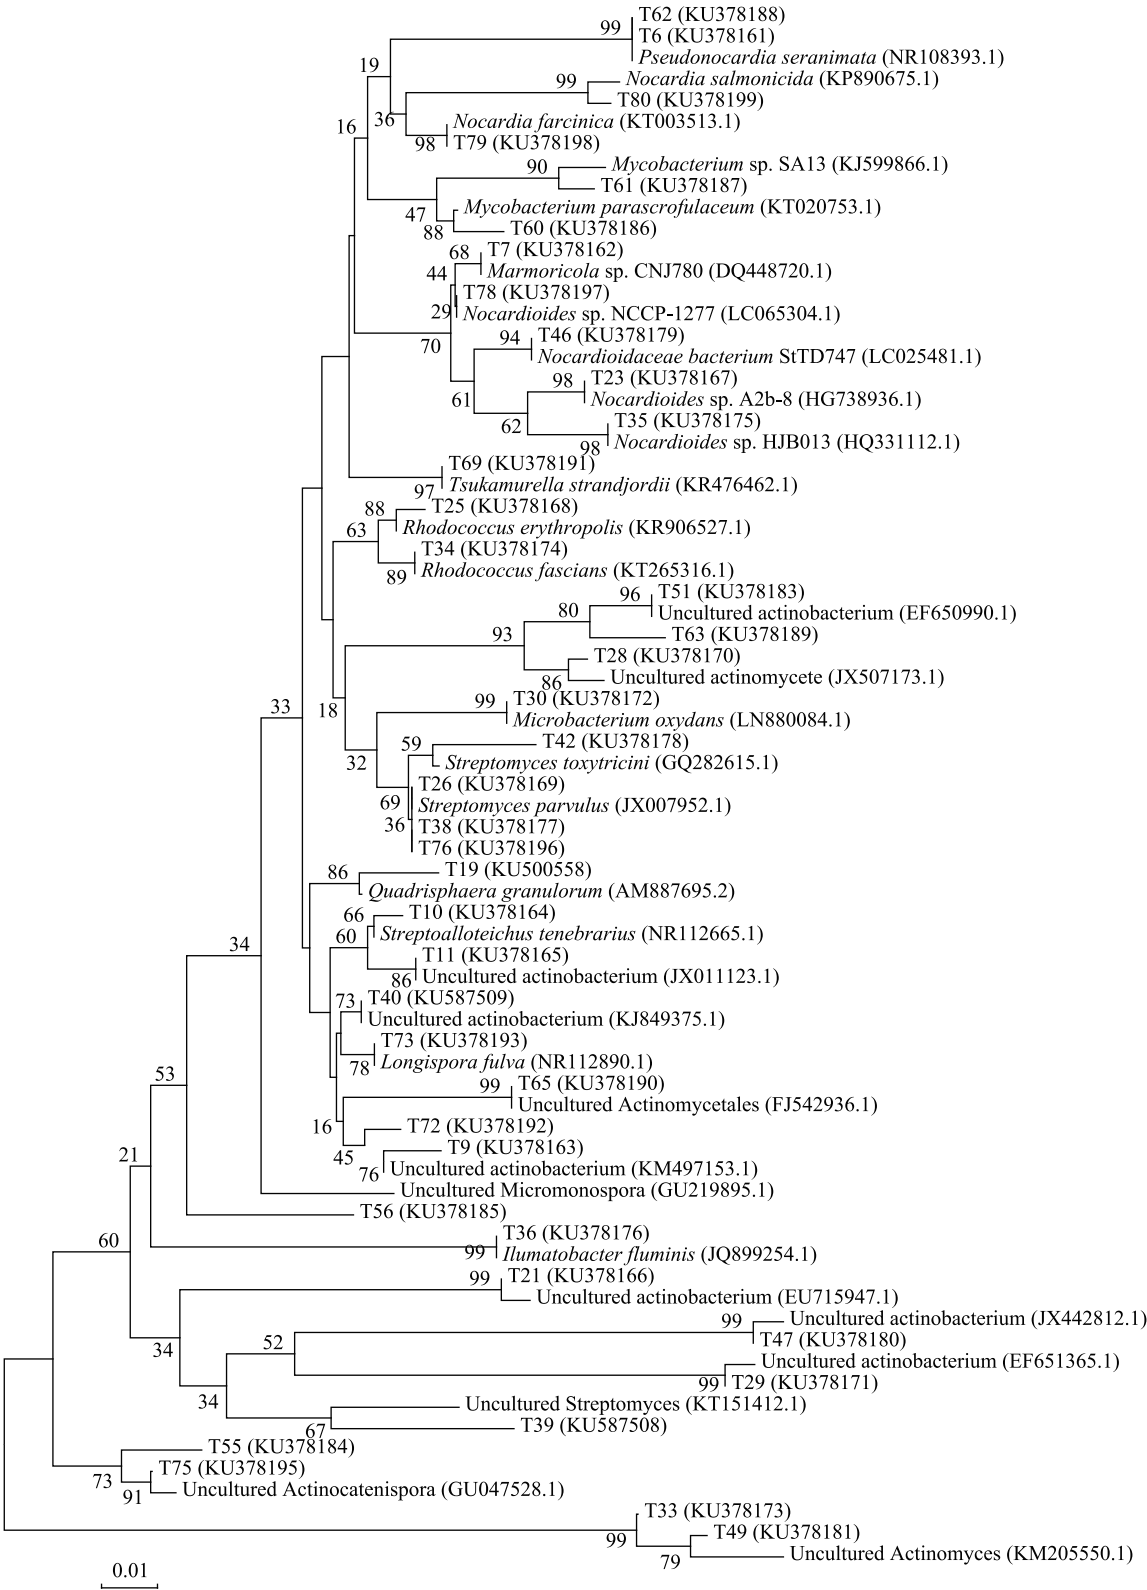 T62 (KU378188)
99
T6 (KU378161)
Pseudonocardia seranimata (NR108393.1)
19
Nocardia salmonicida (KP890675.1)
99
T80 (KU378199)
36
Nocardia farcinica (KT003513.1)
16
98
T79 (KU378198)
90
Mycobacterium sp. SA13 (KJ599866.1)
T61 (KU378187)
47
Mycobacterium parascrofulaceum (KT020753.1)
88
T60 (KU378186)
68
T7 (KU378162)
44
Marmoricola sp. CNJ780 (DQ448720.1)
T78 (KU378197)
29
Nocardioides sp. NCCP-1277 (LC065304.1)
70
94
T46 (KU378179)
Nocardioidaceae bacterium StTD747 (LC025481.1)
98
T23 (KU378167)
61
Nocardioides sp. A2b-8 (HG738936.1)
62
T35 (KU378175)
98
Nocardioides sp. HJB013 (HQ331112.1)
T69 (KU378191)
97
Tsukamurella strandjordii (KR476462.1)
88
T25 (KU378168)
63
Rhodococcus erythropolis (KR906527.1)
T34 (KU378174)
89
Rhodococcus fascians (KT265316.1)
96
T51 (KU378183)
80
Uncultured actinobacterium (EF650990.1)
93
T63 (KU378189)
T28 (KU378170)
86
Uncultured actinomycete (JX507173.1)
33
18
99
T30 (KU378172)
Microbacterium oxydans (LN880084.1)
59
T42 (KU378178)
32
Streptomyces toxytricini (GQ282615.1)
T26 (KU378169)
69
Streptomyces parvulus (JX007952.1)
36
T38 (KU378177)
T76 (KU378196)
86
T19 (KU500558)
Quadrisphaera granulorum (AM887695.2)
66
T10 (KU378164)
34
60
Streptoalloteichus tenebrarius (NR112665.1)
T11 (KU378165)
86
Uncultured actinobacterium (JX011123.1)
73
T40 (KU587509)
Uncultured actinobacterium (KJ849375.1)
T73 (KU378193)
53
78
Longispora fulva (NR112890.1)
99
T65 (KU378190)
Uncultured Actinomycetales (FJ542936.1)
16
T72 (KU378192)
21
45
T9 (KU378163)
76
Uncultured actinobacterium (KM497153.1)
Uncultured Micromonospora (GU219895.1)
T56 (KU378185)
60
T36 (KU378176)
99
Ilumatobacter fluminis (JQ899254.1)
99
T21 (KU378166)
Uncultured actinobacterium (EU715947.1)
99
Uncultured actinobacterium (JX442812.1)
34
52
T47 (KU378180)
Uncultured actinobacterium (EF651365.1)
99
T29 (KU378171)
34
Uncultured Streptomyces (KT151412.1)
67
T39 (KU587508)
T55 (KU378184)
73
T75 (KU378195)
91
Uncultured Actinocatenispora (GU047528.1)
T33 (KU378173)
99
T49 (KU378181)
79
Uncultured Actinomyces (KM205550.1)
0.01